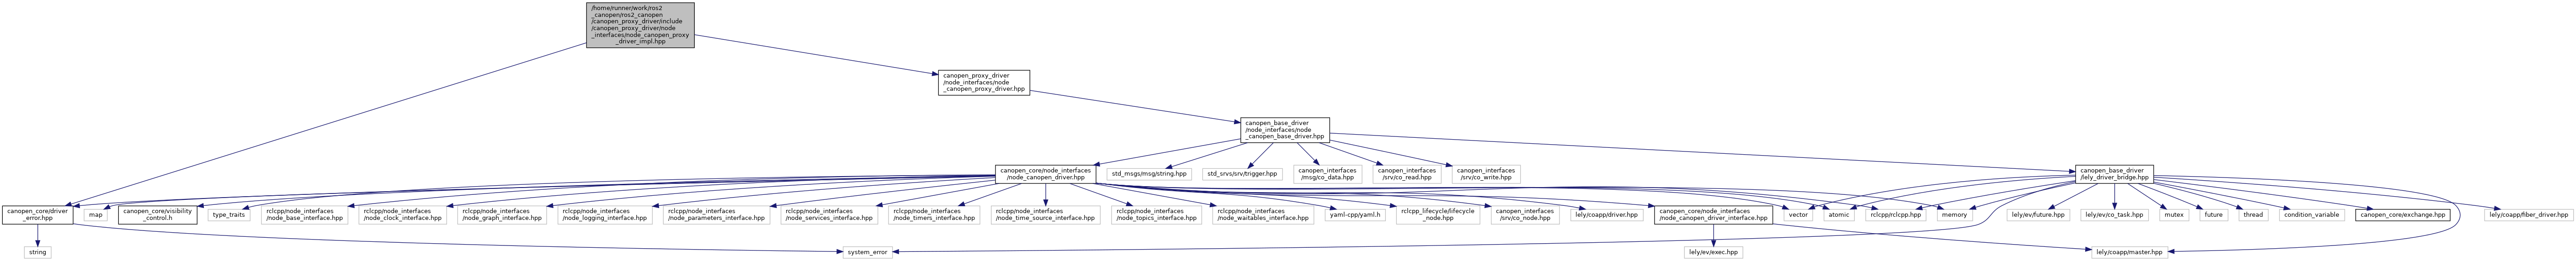 /home/runner/work/ros2
_canopen/ros2_canopen
/canopen_proxy_driver/include
/canopen_proxy_driver/node
_interfaces/node_canopen_proxy
_driver_impl.hpp
canopen_proxy_driver
/node_interfaces/node
_canopen_proxy_driver.hpp
canopen_base_driver
/node_interfaces/node
_canopen_base_driver.hpp
canopen_core/node_interfaces
/node_canopen_driver.hpp
std_msgs/msg/string.hpp
std_srvs/srv/trigger.hpp
canopen_interfaces
/msg/co_data.hpp
canopen_interfaces
/srv/co_read.hpp
canopen_interfaces
/srv/co_write.hpp
canopen_base_driver
/lely_driver_bridge.hpp
canopen_core/driver
_error.hpp
map
canopen_core/visibility
_control.h
type_traits
rclcpp/node_interfaces
/node_base_interface.hpp
rclcpp/node_interfaces
/node_clock_interface.hpp
rclcpp/node_interfaces
/node_graph_interface.hpp
rclcpp/node_interfaces
/node_logging_interface.hpp
rclcpp/node_interfaces
/node_parameters_interface.hpp
rclcpp/node_interfaces
/node_services_interface.hpp
rclcpp/node_interfaces
/node_timers_interface.hpp
rclcpp/node_interfaces
/node_time_source_interface.hpp
rclcpp/node_interfaces
/node_topics_interface.hpp
rclcpp/node_interfaces
/node_waitables_interface.hpp
yaml-cpp/yaml.h
rclcpp_lifecycle/lifecycle
_node.hpp
canopen_interfaces
/srv/co_node.hpp
lely/coapp/driver.hpp
canopen_core/node_interfaces
/node_canopen_driver_interface.hpp
vector
atomic
rclcpp/rclcpp.hpp
memory
lely/ev/future.hpp
lely/ev/co_task.hpp
mutex
future
thread
condition_variable
canopen_core/exchange.hpp
lely/coapp/fiber_driver.hpp
string
system_error
lely/ev/exec.hpp
lely/coapp/master.hpp